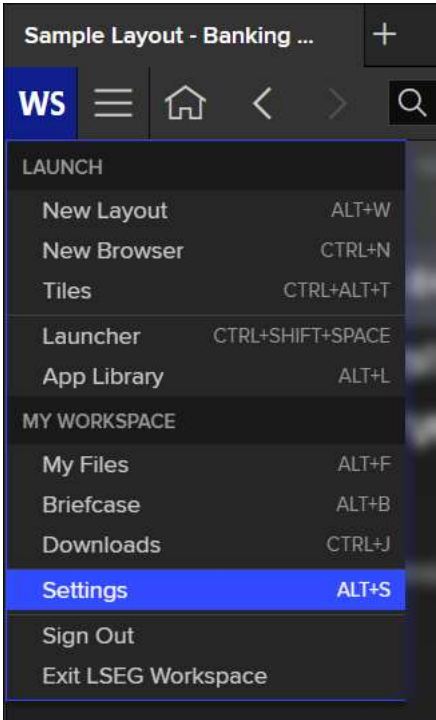 Sample Layout - Banking ...
WS
LAUNCH
New Layout ALT+W
New Browser CTRL+N
Tiles CTRL+ALT+T
Launcher CTRL+SHIFT+SPACE
App Library ALT+L
MY WORKSPACE
My Files ALT+F
Briefcase ALT+B
Downloads CTRL+J
Settings ALT+S
Sign Out
Exit LSEG Workspace